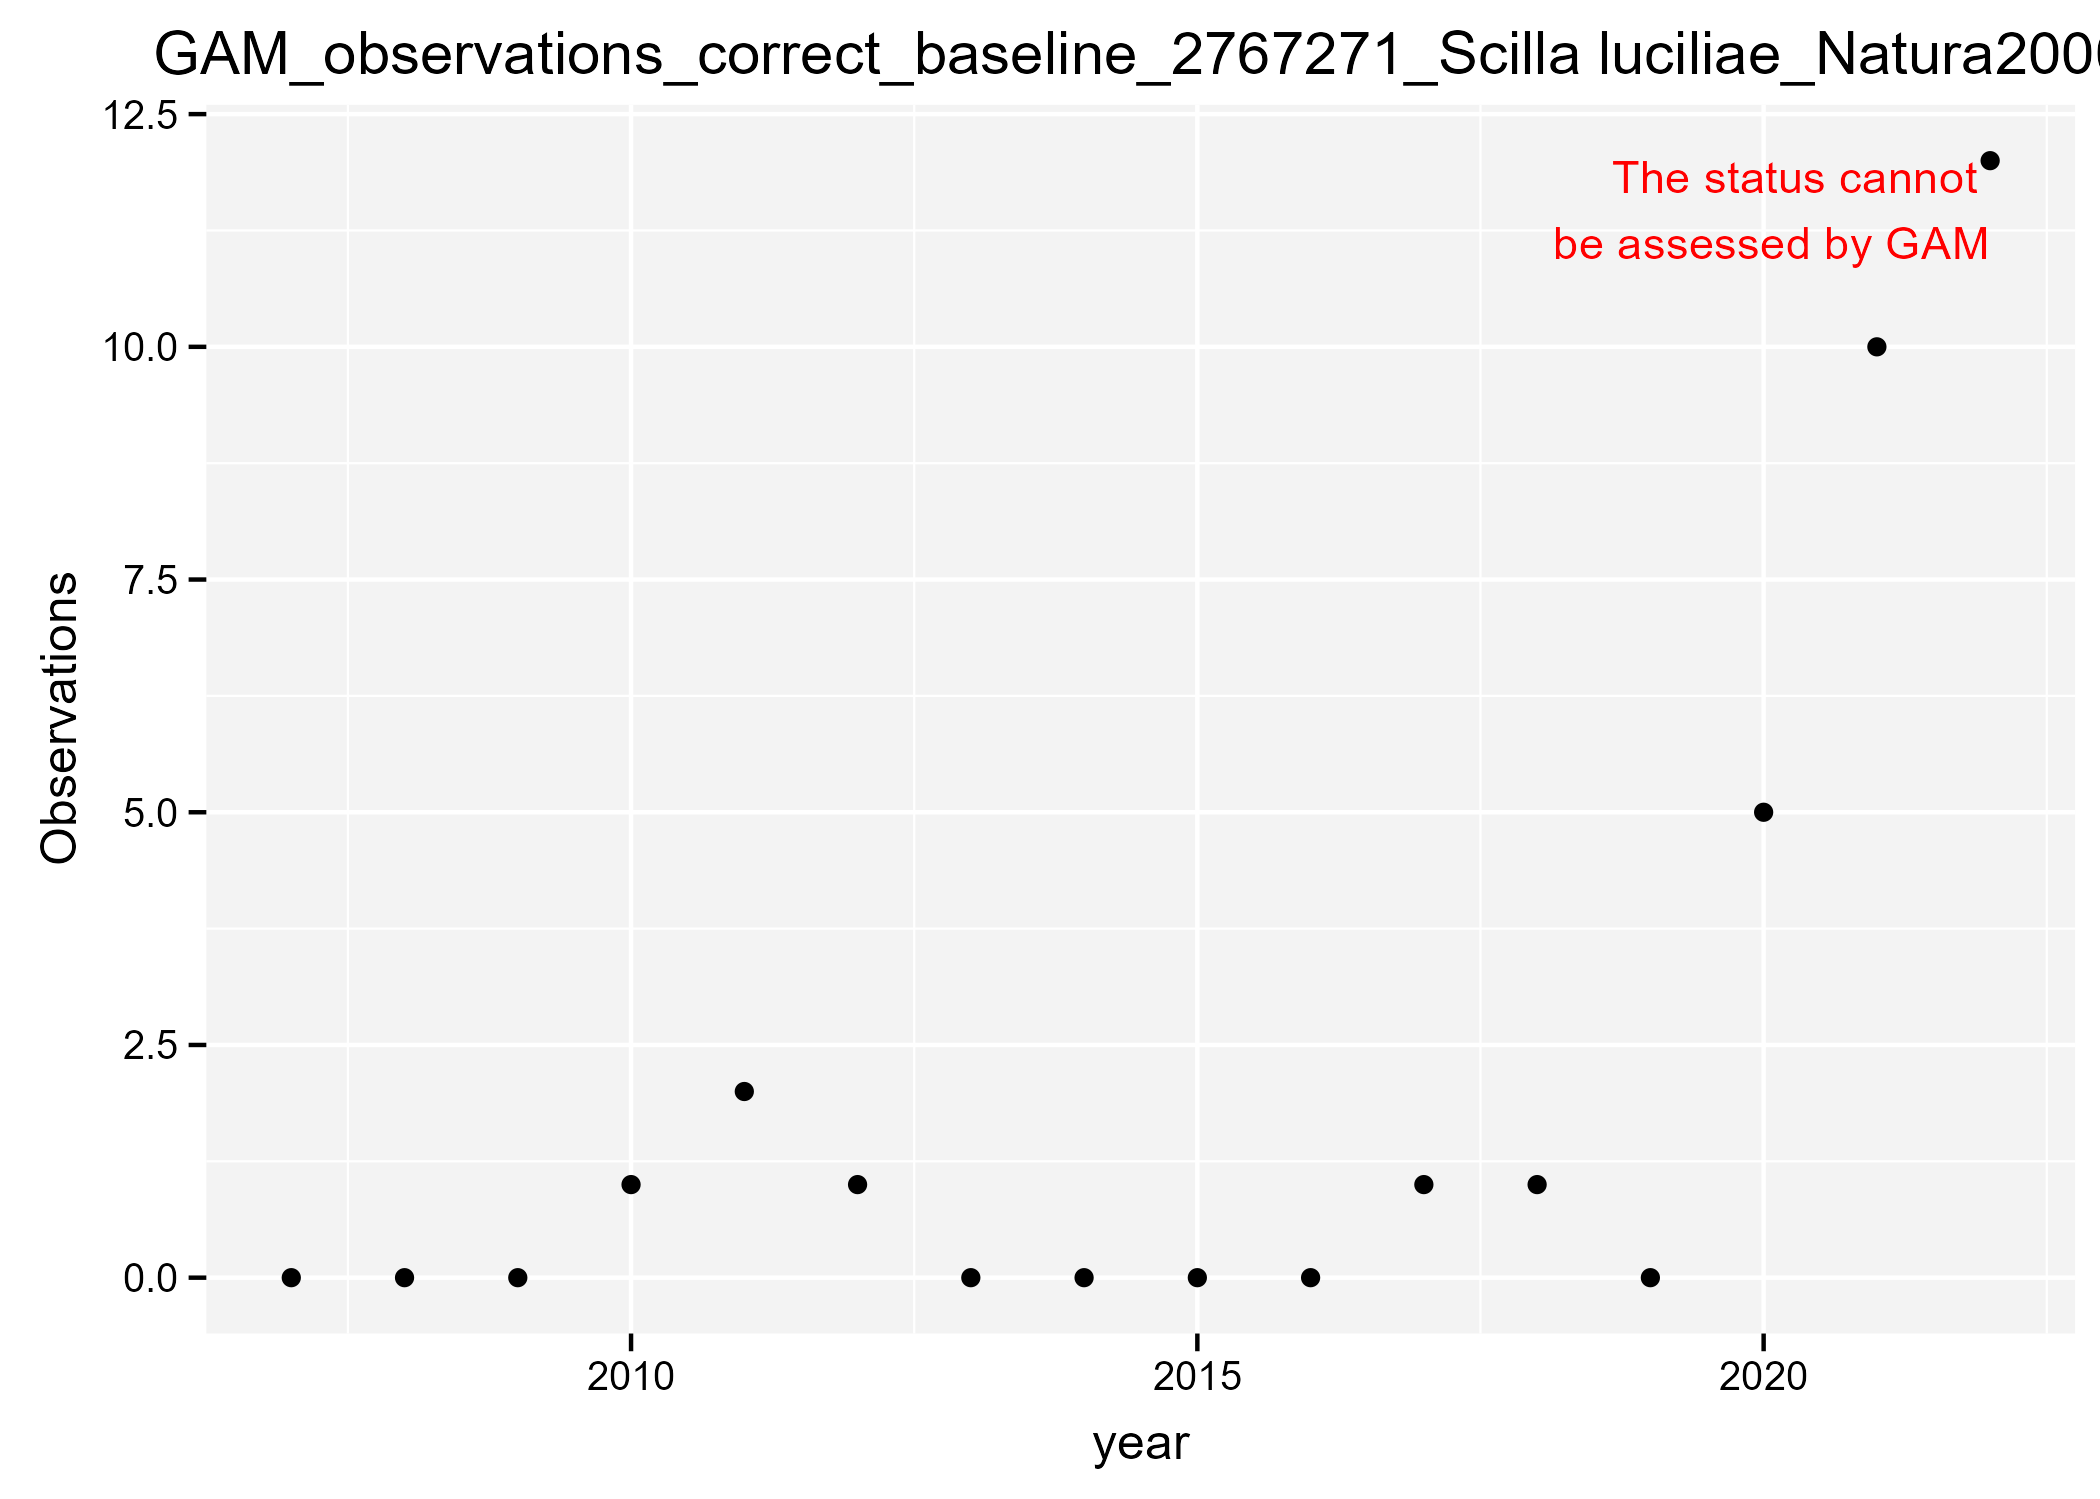 GAM_observations_correct_baseline_2767271_Scilla luciliae_Natura200
12.5
The status cannot
be assessed by GAM
10.0
7.5
Observations
5.0
2.5
0.0
2010 2015 2020
year